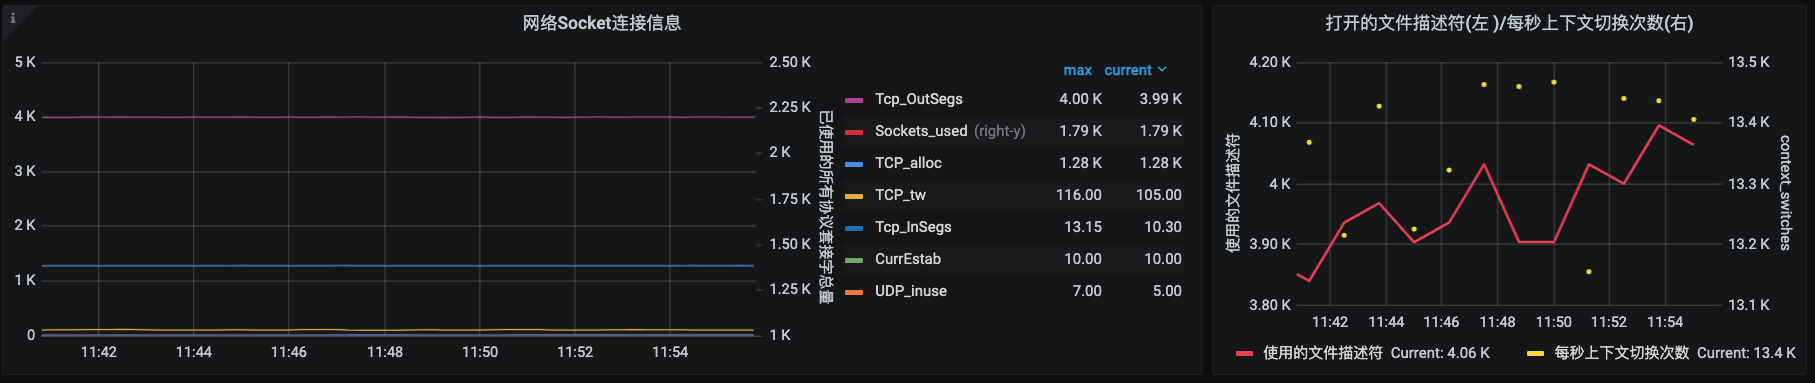 网络Socket连接信息
5 K
4 K
3 K
2 K
1 K
0
2.50 K
2.25 K
2 K
1.75 K
1.50 K
1.25 K
1 K
已使用的所有协议套接字总量
11:42 11:44 11:46 11:48 11:50 11:52 11:54
max current
Tcp_OutSegs 4.00 K 3.99 K
Sockets_used (right-y) 1.79 K 1.79 K
TCP_alloc 1.28 K 1.28 K
TCP_tw 116.00 105.00
Tcp_InSegs 13.15 10.30
CurrEstab 10.00 10.00
UDP_inuse 7.00 5.00
打开的文件描述符(左 )/每秒上下文切换次数(右)
使用的文件描述符
4.20 K
4.10 K
4 K
3.90 K
3.80 K
13.5 K
13.4 K
13.3 K
13.2 K
13.1 K
context_switches
11:42 11:44 11:46 11:48 11:50 11:52 11:54
使用的文件描述符 Current: 4.06 K 每秒上下文切换次数 Current: 13.4 K